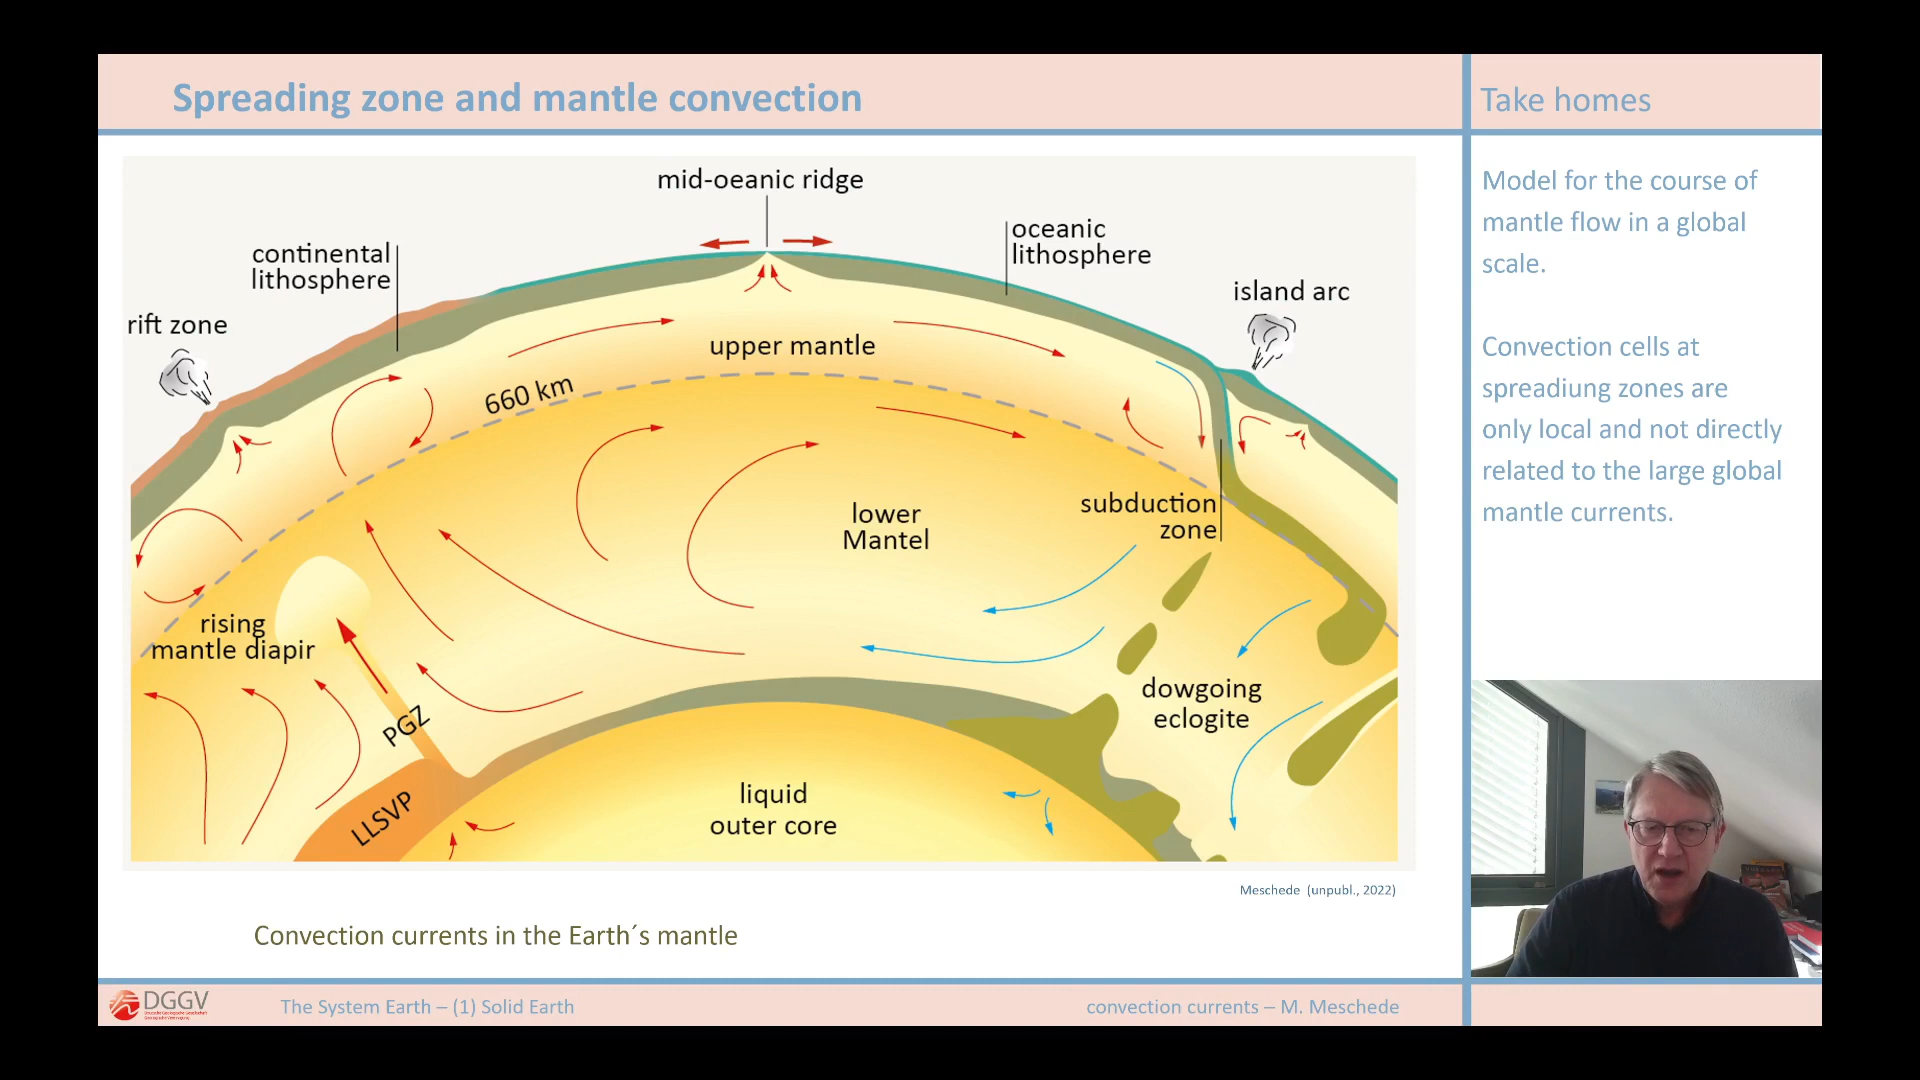 Spreading zone and mantle convection
Take homes
mid-oeanic ridge
continental
lithosphere
oceanic
lithosphere
rift zone
island arc
upper mantle
660 km
lower
Mantel
subduction
zone
rising
mantle diapir
dowgoing
eclogite
PGZ
LLSVP
liquid
outer core
Meschede (unpubl., 2022)
Convection currents in the Earth´s mantle
Model for the course of
mantle flow in a global
scale.
Convection cells at
spreadiung zones are
only local and not directly
related to the large global
mantle currents.
DGGV
The System Earth – (1) Solid Earth
convection currents – M. Meschede